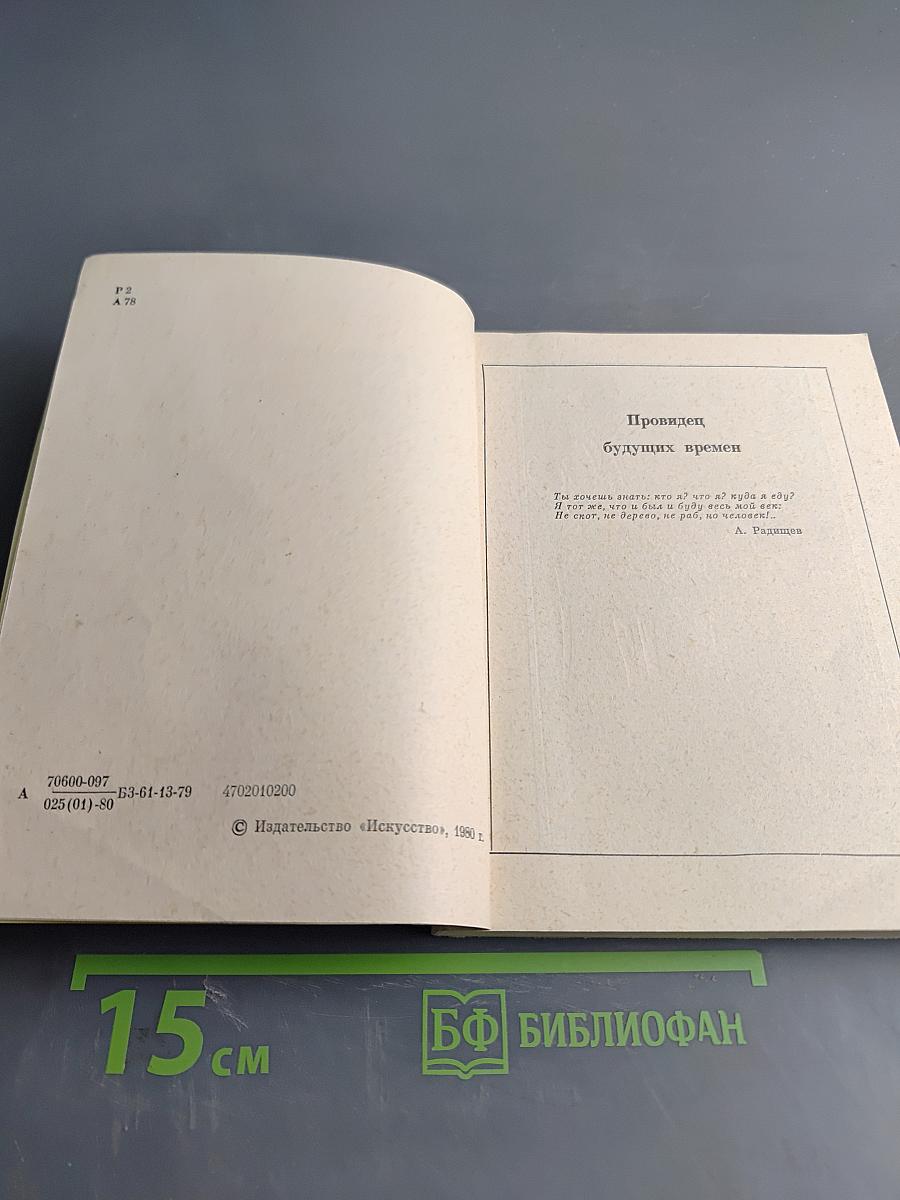 Р 2
А 78
А 70600-097 БЗ-61-13-79 4702010200
025(01)-80
© Издательство «Искусство», 1980 г.
Провидец
будущих времен
Ты хочешь знать: кто я? что я? куда я еду?
Я тот же, что и был и буду весь мой век:
Не скот, не дерево, не раб, но человек!..
А. Радищев
15 см
БФ БИБЛИОФАН